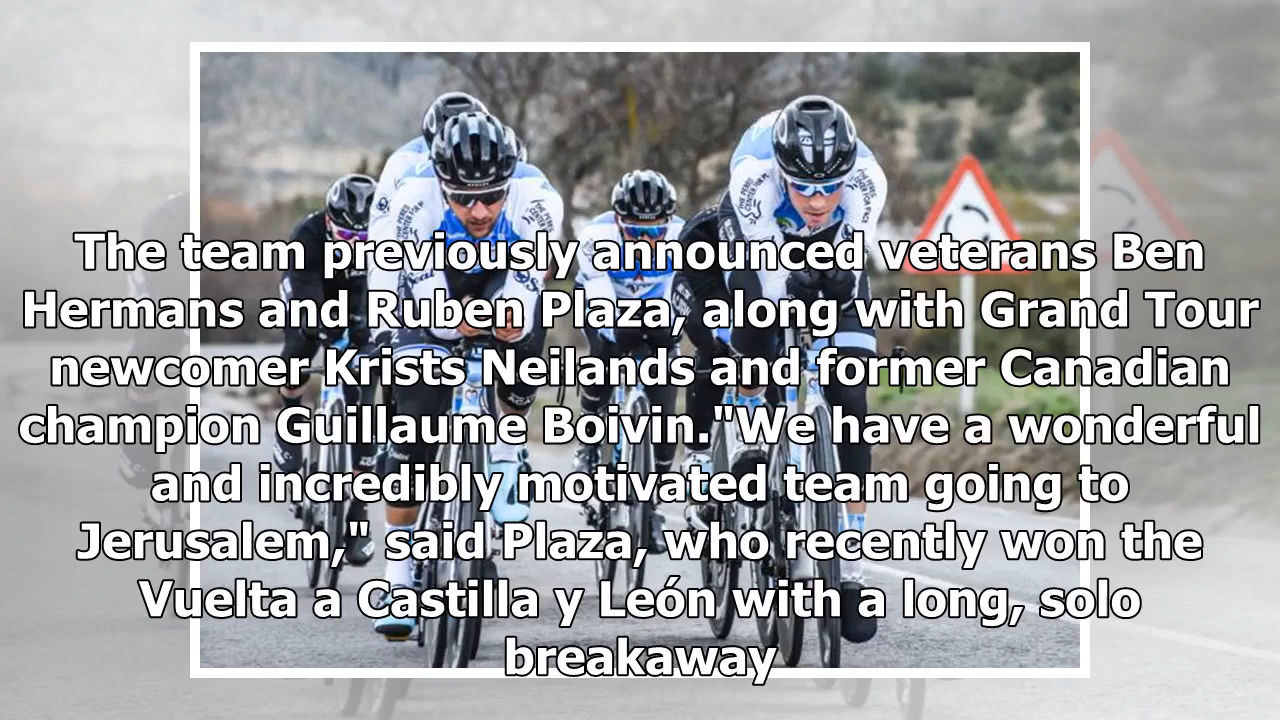 The team previously announced veterans Ben
Hermans and Ruben Plaza, along with Grand Tour
newcomer Krists Neilands and former Canadian
champion Guillaume Boivin."We have a wonderful
and incredibly motivated team going to
Jerusalem," said Plaza, who recently won the
Vuelta a Castilla y León with a long, solo
breakaway